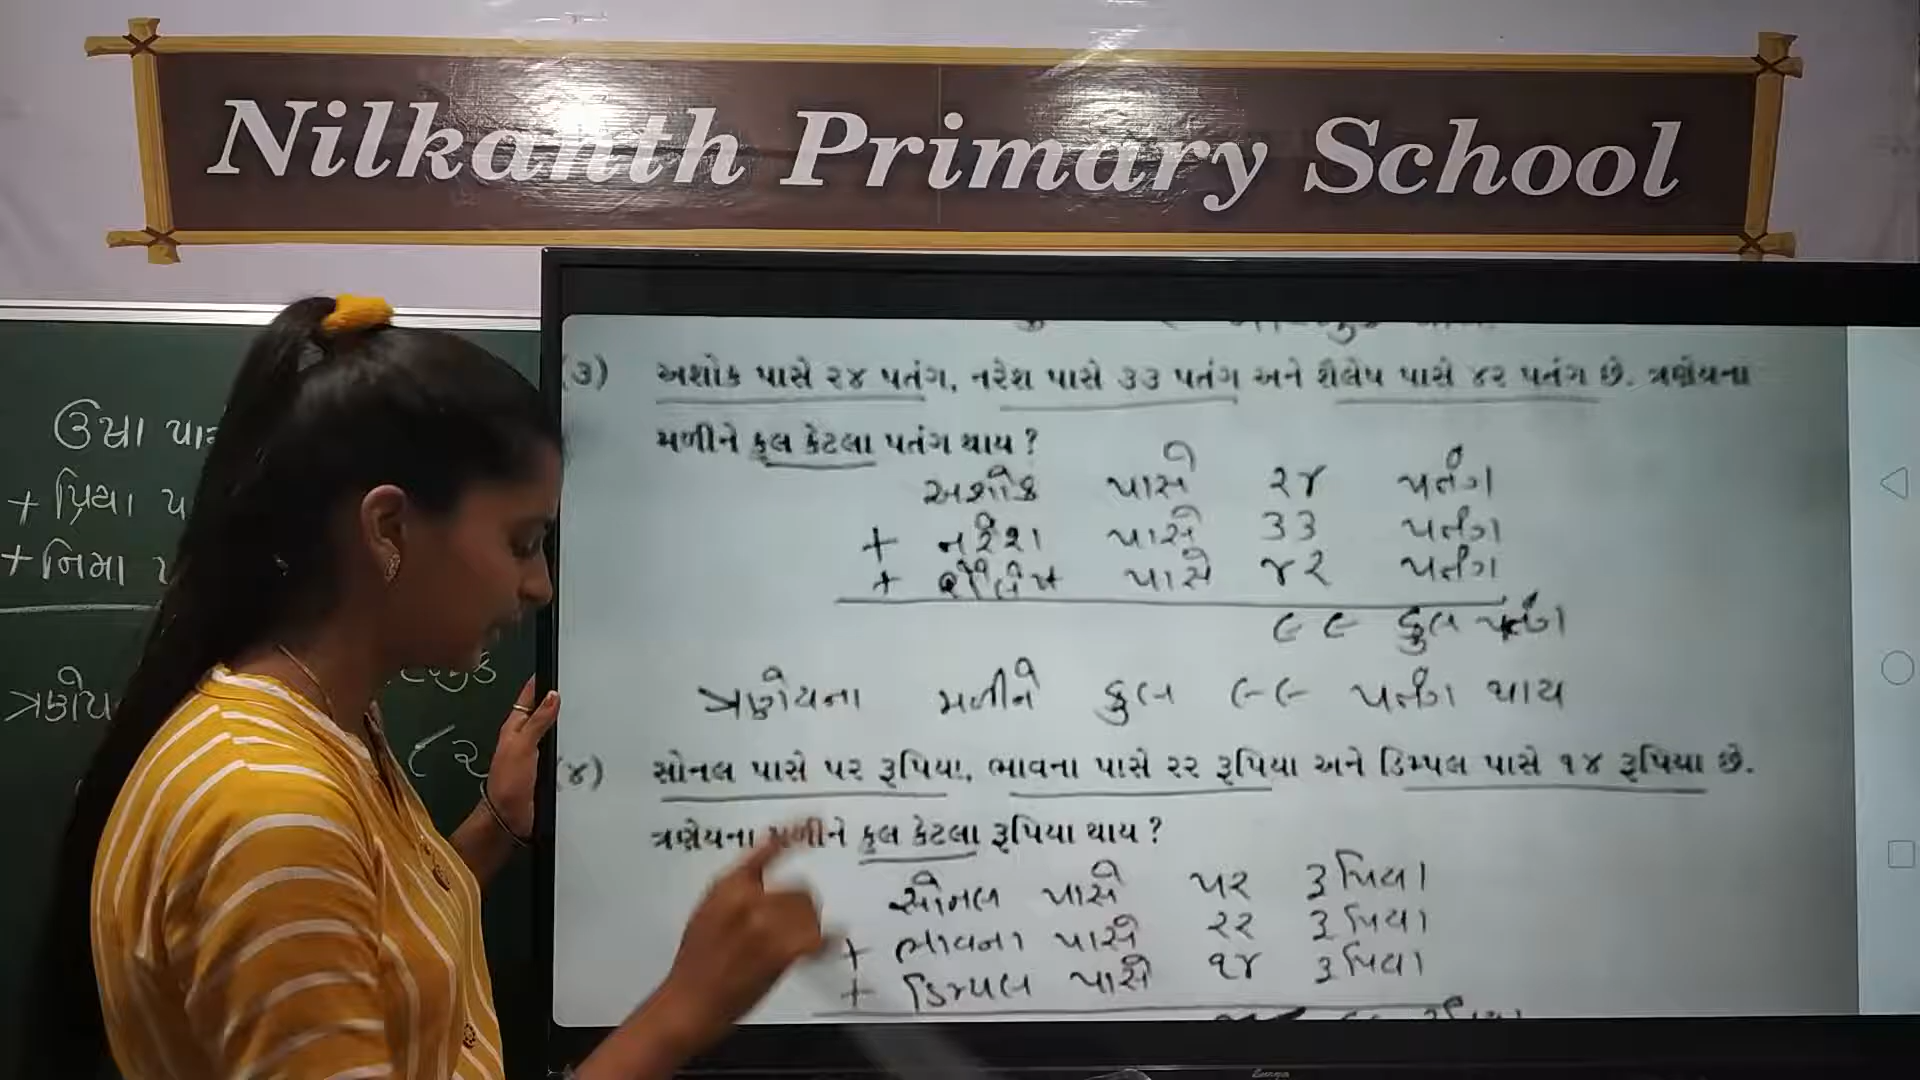 Nilkanth Primary School
ઉષા
+ પ્રિયા
+ નિમા
(૩) અશોક પાસે ૨૪ પતંગ, નરેશ પાસે ૩૩ પતંગ અને શૈલેષ પાસે ૪૨ પતંગ છે. ત્રણેયના
મળીને કુલ કેટલા પતંગ થાય ?
અશોક પાસે ૨૪ પતંગ
+ નરેશ પાસે ૩૩ પતંગ
+ શૈલેષ પાસે ૪૨ પતંગ
૯૯ કુલ પતંગ
ત્રણેયના મળીને કુલ ૯૯ પતંગ થાય
(૪) સોનલ પાસે ૫૨ રૂપિયા, ભાવના પાસે ૨૨ રૂપિયા અને ડિમ્પલ પાસે ૧૪ રૂપિયા છે.
ત્રણેયના મળીને કુલ કેટલા રૂપિયા થાય ?
સોનલ પાસે ૫૨ રૂપિયા
+ ભાવના પાસે ૨૨ રૂપિયા
+ ડિમ્પલ પાસે ૧૪ રૂપિયા